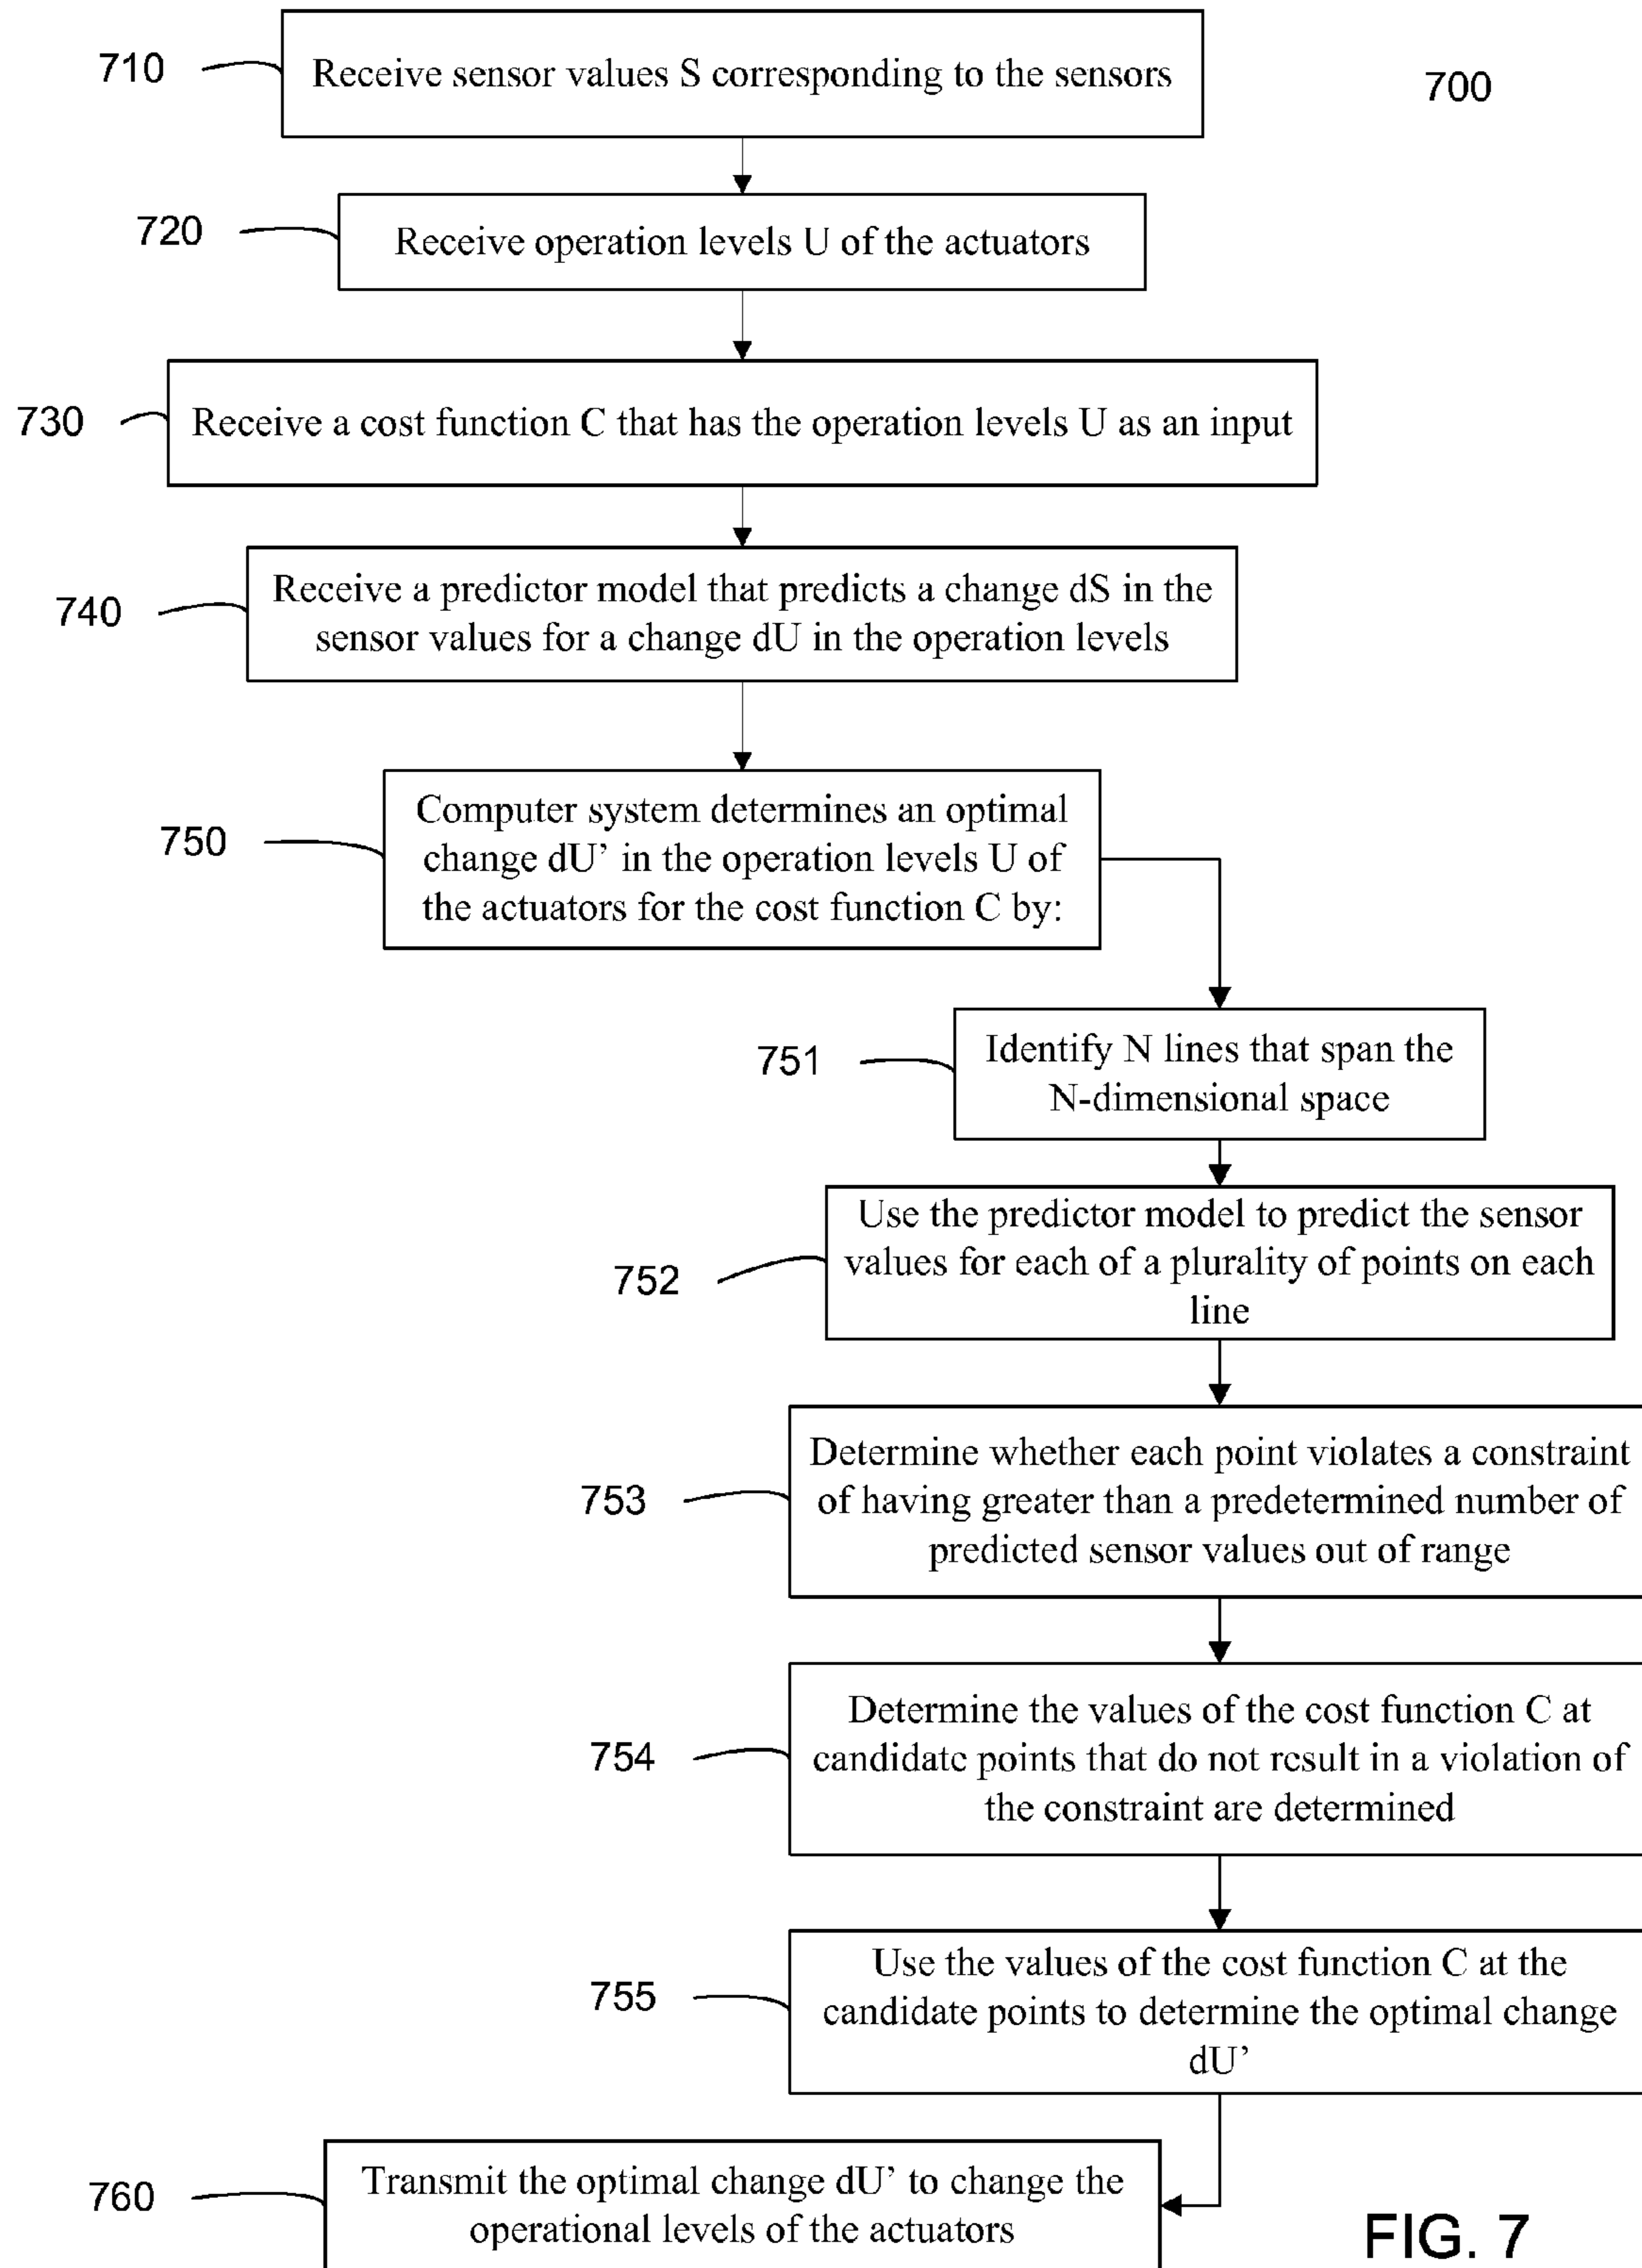 710
Receive sensor values S corresponding to the sensors
700
720
Receive operation levels U of the actuators
730
Receive a cost function C that has the operation levels U as an input
740
Receive a predictor model that predicts a change dS in the
sensor values for a change dU in the operation levels
750
Computer system determines an optimal
change dU’ in the operation levels U of
the actuators for the cost function C by:
751
Identify N lines that span the
N-dimensional space
752
Use the predictor model to predict the sensor
values for each of a plurality of points on each
line
753
Determine whether each point violates a constraint
of having greater than a predetermined number of
predicted sensor values out of range
754
Determine the values of the cost function C at
candidate points that do not result in a violation of
the constraint are determined
755
Use the values of the cost function C at the
candidate points to determine the optimal change
dU’
760
Transmit the optimal change dU’ to change the
operational levels of the actuators
FIG. 7